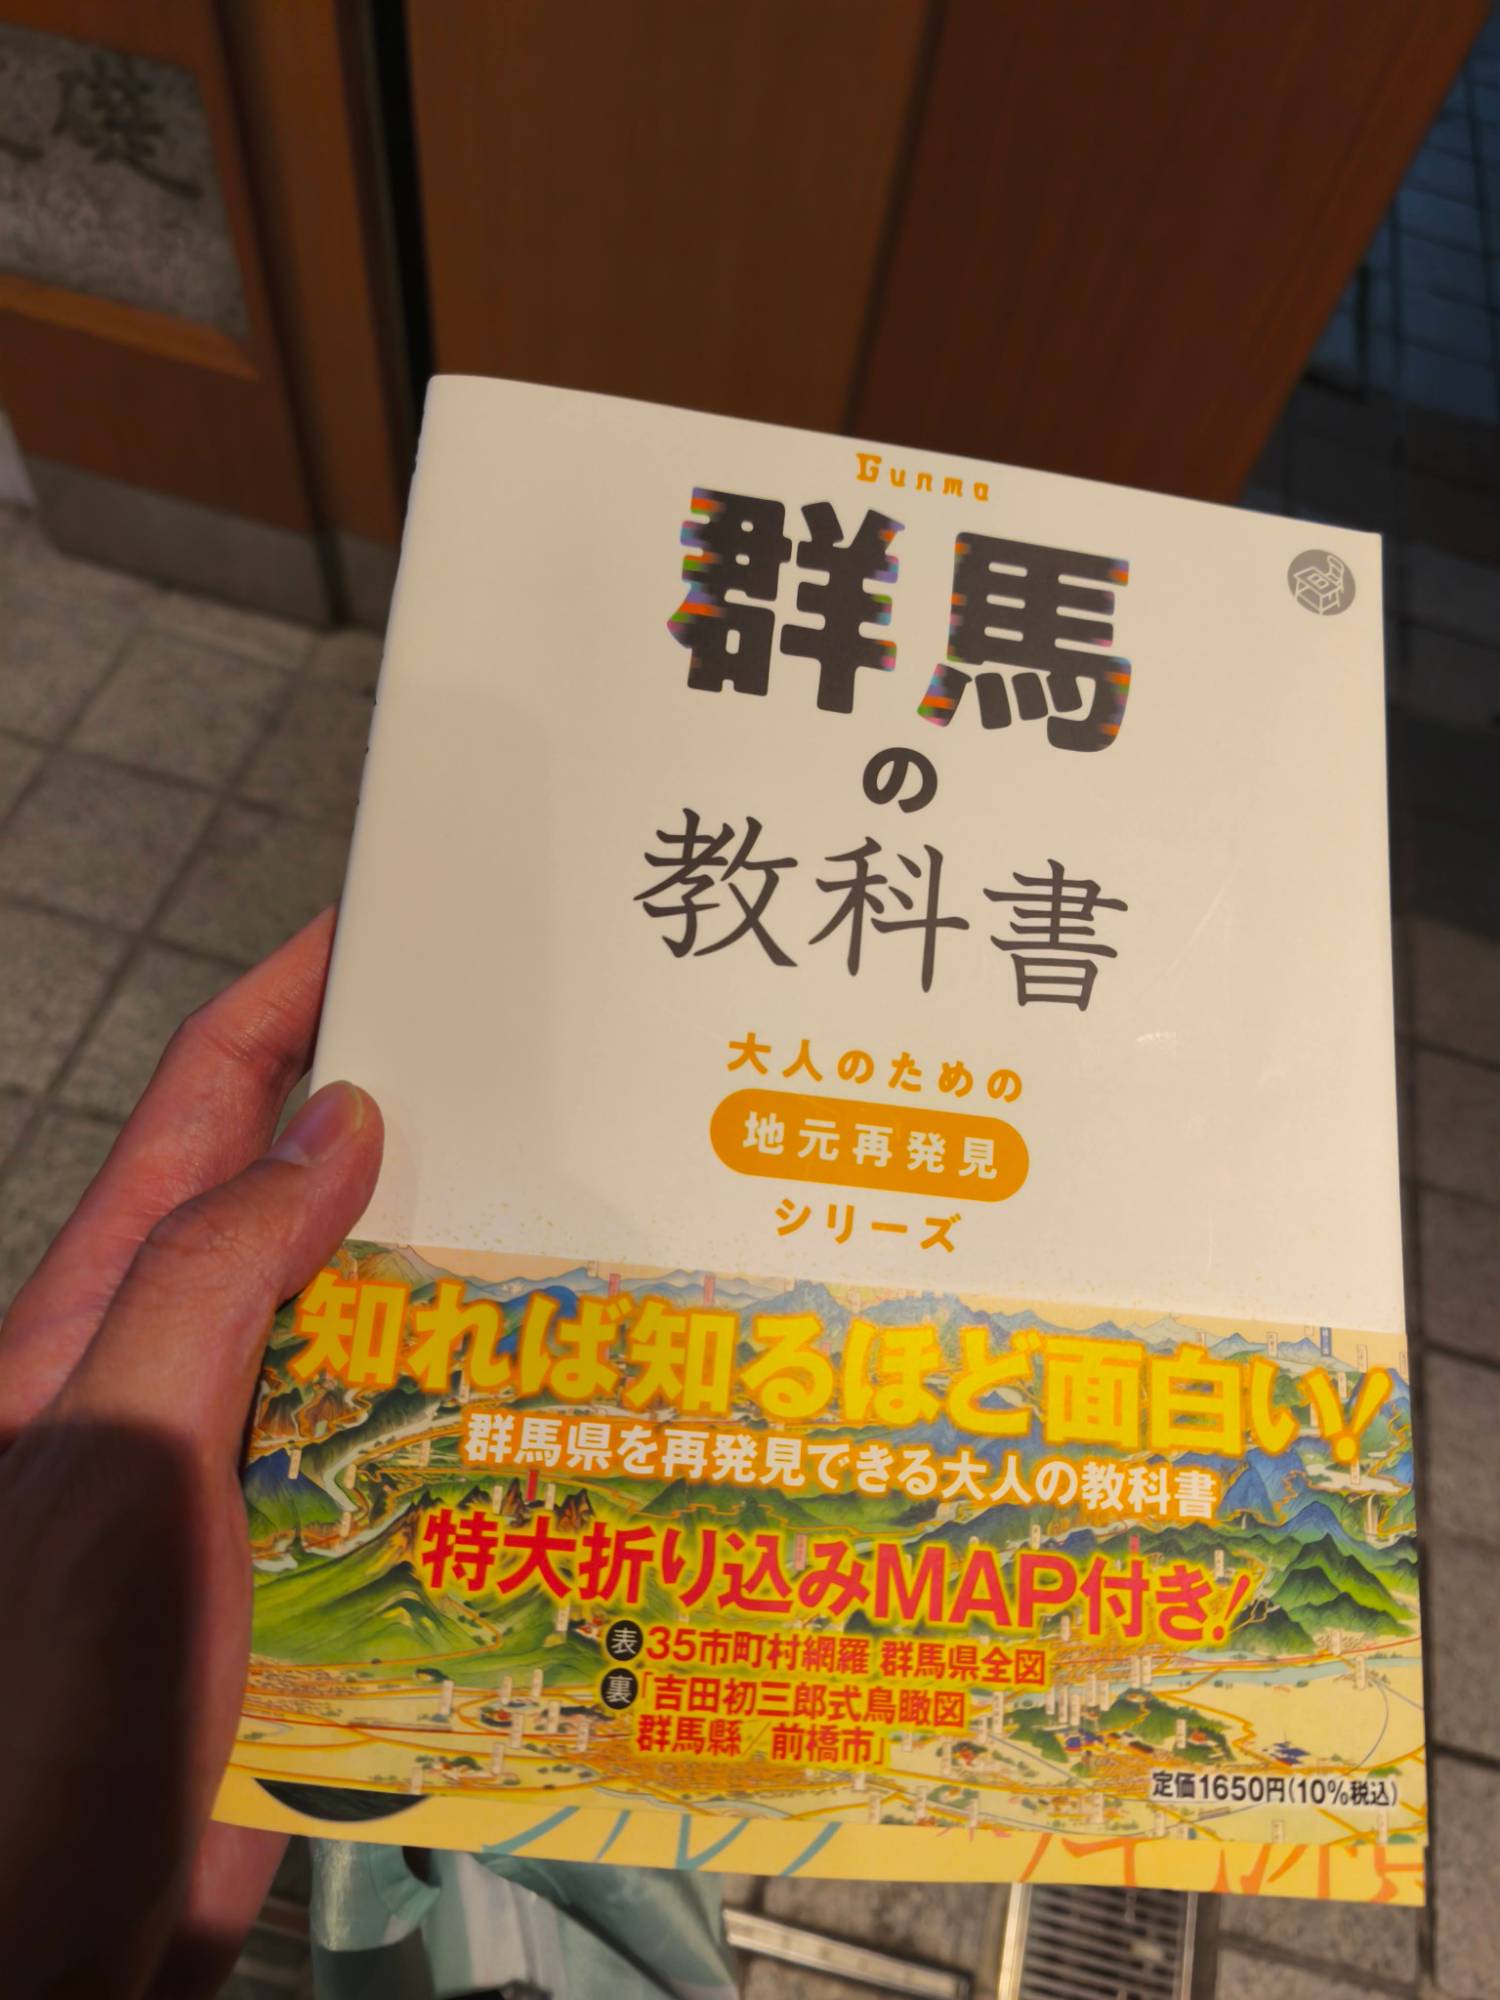 Gunma
群馬
の
教科書
大人のための
地元再発見
シリーズ
知れば知るほど面白い!
群馬県を再発見できる大人の教科書
特大折り込みMAP付き!
表 35市町村網羅 群馬県全図
裏 「吉田初三郎式鳥瞰図
群馬縣/前橋市」
定価1650円(10%税込)